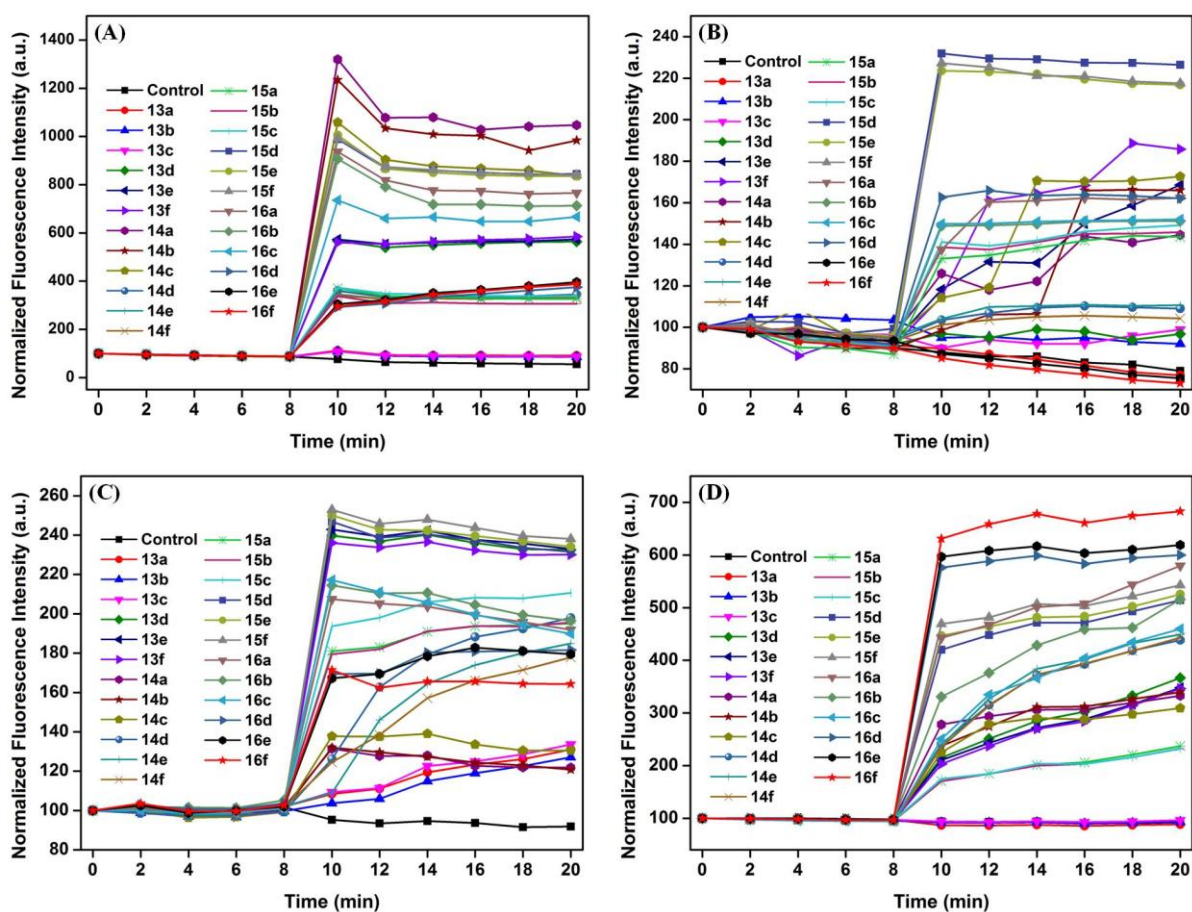 (A)
Normalized Fluorescence Intensity (a.u.)
1400
1200
1000
800
600
400
200
0
Control
13a
13b
13c
13d
13e
13f
14a
14b
14c
14d
14e
14f
15a
15b
15c
15d
15e
15f
16a
16b
16c
16d
16e
16f
0 2 4 6 8 10 12 14 16 18 20
Time (min)
(B)
Normalized Fluorescence Intensity (a.u.)
240
220
200
180
160
140
120
100
80
Control
13a
13b
13c
13d
13e
13f
14a
14b
14c
14d
14e
14f
15a
15b
15c
15d
15e
15f
16a
16b
16c
16d
16e
16f
0 2 4 6 8 10 12 14 16 18 20
Time (min)
(C)
Normalized Fluorescence Intensity (a.u.)
260
240
220
200
180
160
140
120
100
80
Control
13a
13b
13c
13d
13e
13f
14a
14b
14c
14d
14e
14f
15a
15b
15c
15d
15e
15f
16a
16b
16c
16d
16e
16f
0 2 4 6 8 10 12 14 16 18 20
Time (min)
(D)
Normalized Fluorescence Intensity (a.u.)
700
600
500
400
300
200
100
Control
13a
13b
13c
13d
13e
13f
14a
14b
14c
14d
14e
14f
15a
15b
15c
15d
15e
15f
16a
16b
16c
16d
16e
16f
0 2 4 6 8 10 12 14 16 18 20
Time (min)